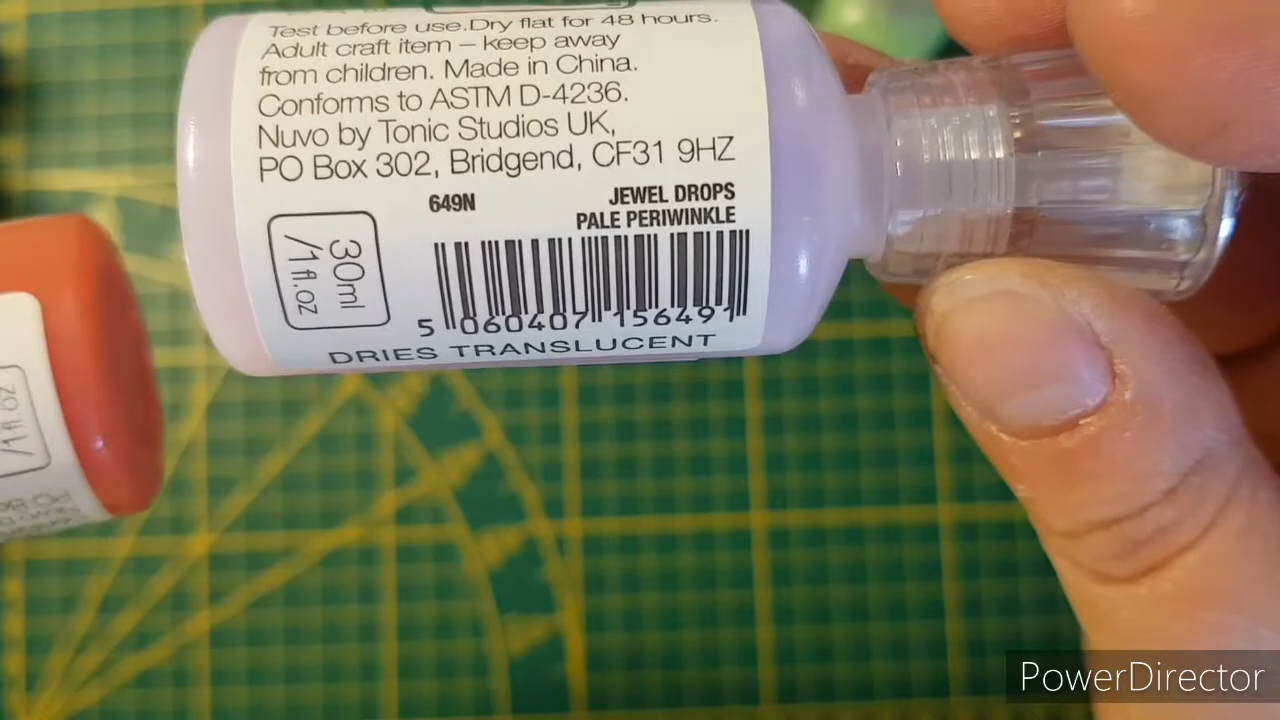 Test before use.Dry flat for 48 hours.
Adult craft item – keep away
from children. Made in China.
Conforms to ASTM D-4236.
Nuvo by Tonic Studios UK,
PO Box 302, Bridgend, CF31 9HZ
649N
JEWEL DROPS
PALE PERIWINKLE
30ml
/1fl.oz
5 060407 156491
DRIES TRANSLUCENT
/1fl.oz
PowerDirector